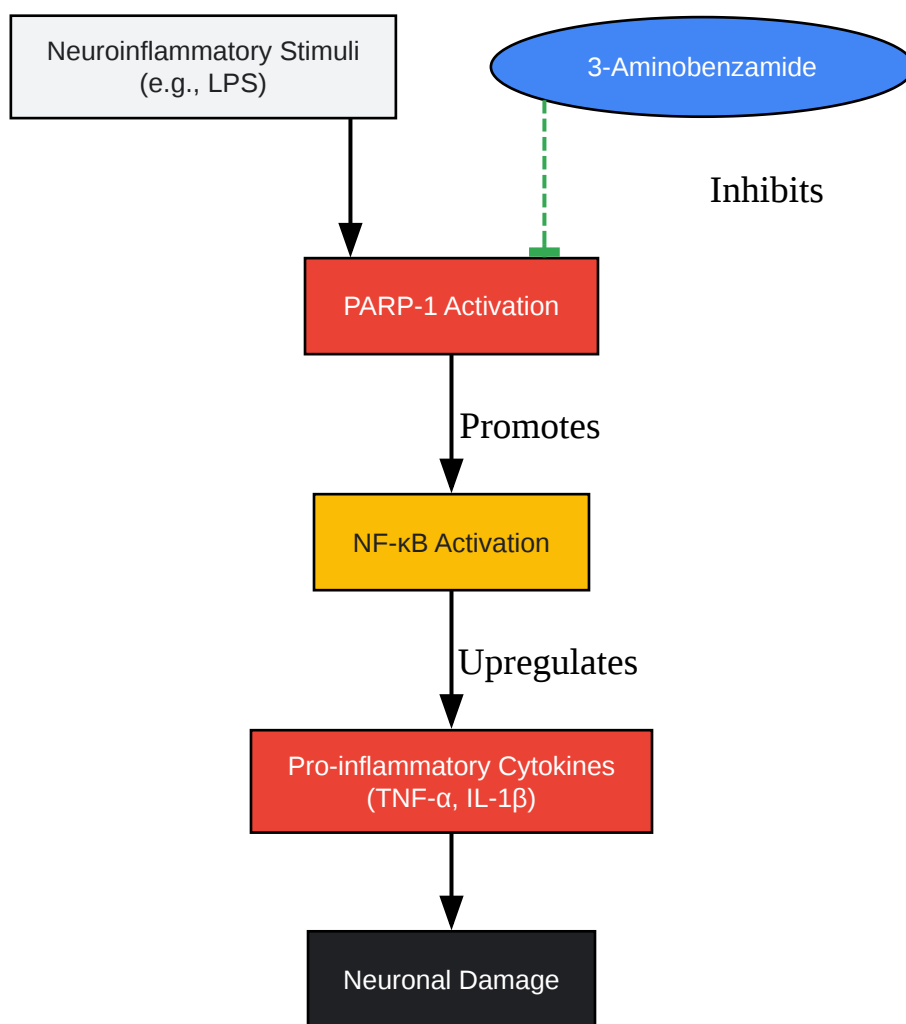 Neuroinflammatory Stimuli
(e.g., LPS)
3-Aminobenzamide
Inhibits
PARP-1 Activation
Promotes
NF-κB Activation
Upregulates
Pro-inflammatory Cytokines
(TNF-α, IL-1β)
Neuronal Damage